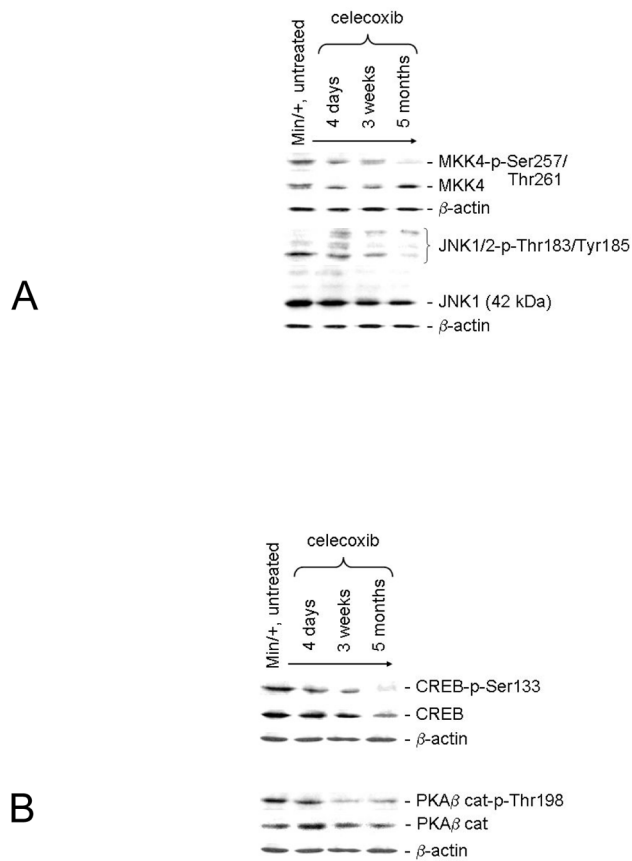 celecoxib
Min/+, untreated
4 days
3 weeks
5 months
- MKK4-p-Ser257/
Thr261
- MKK4
- β-actin
JNK1/2-p-Thr183/Tyr185
A
- JNK1 (42 kDa)
- β-actin
celecoxib
Min/+, untreated
4 days
3 weeks
5 months
- CREB-p-Ser133
- CREB
- β-actin
- PKAβ cat-p-Thr198
B
- PKAβ cat
- β-actin